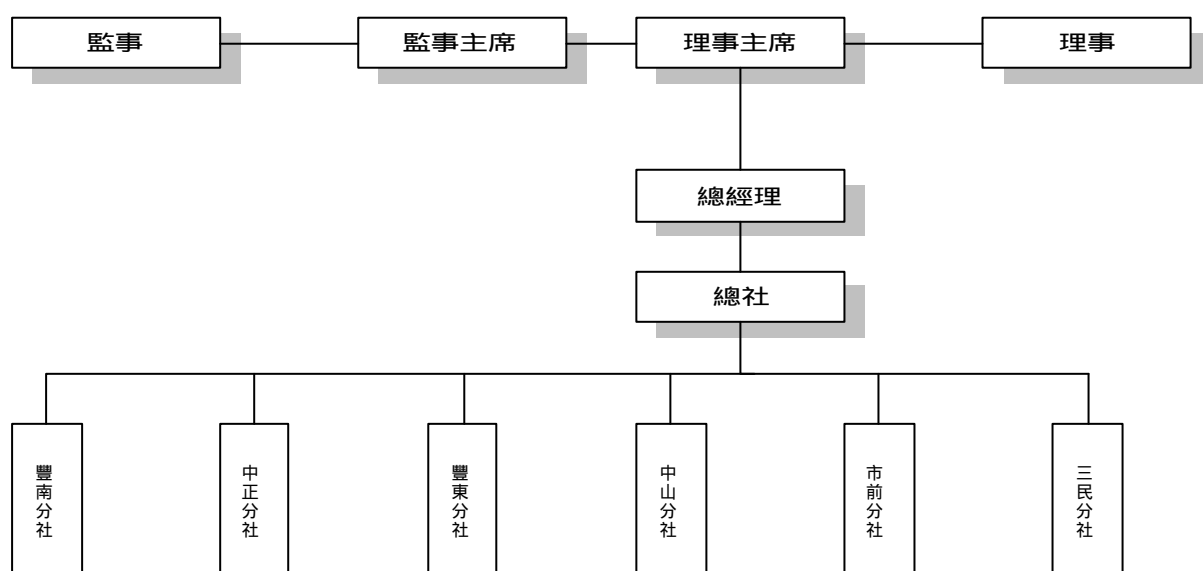 監事
監事主席
理事主席
理事
總經理
總社
豐南分社
中正分社
豐東分社
中山分社
市前分社
三民分社